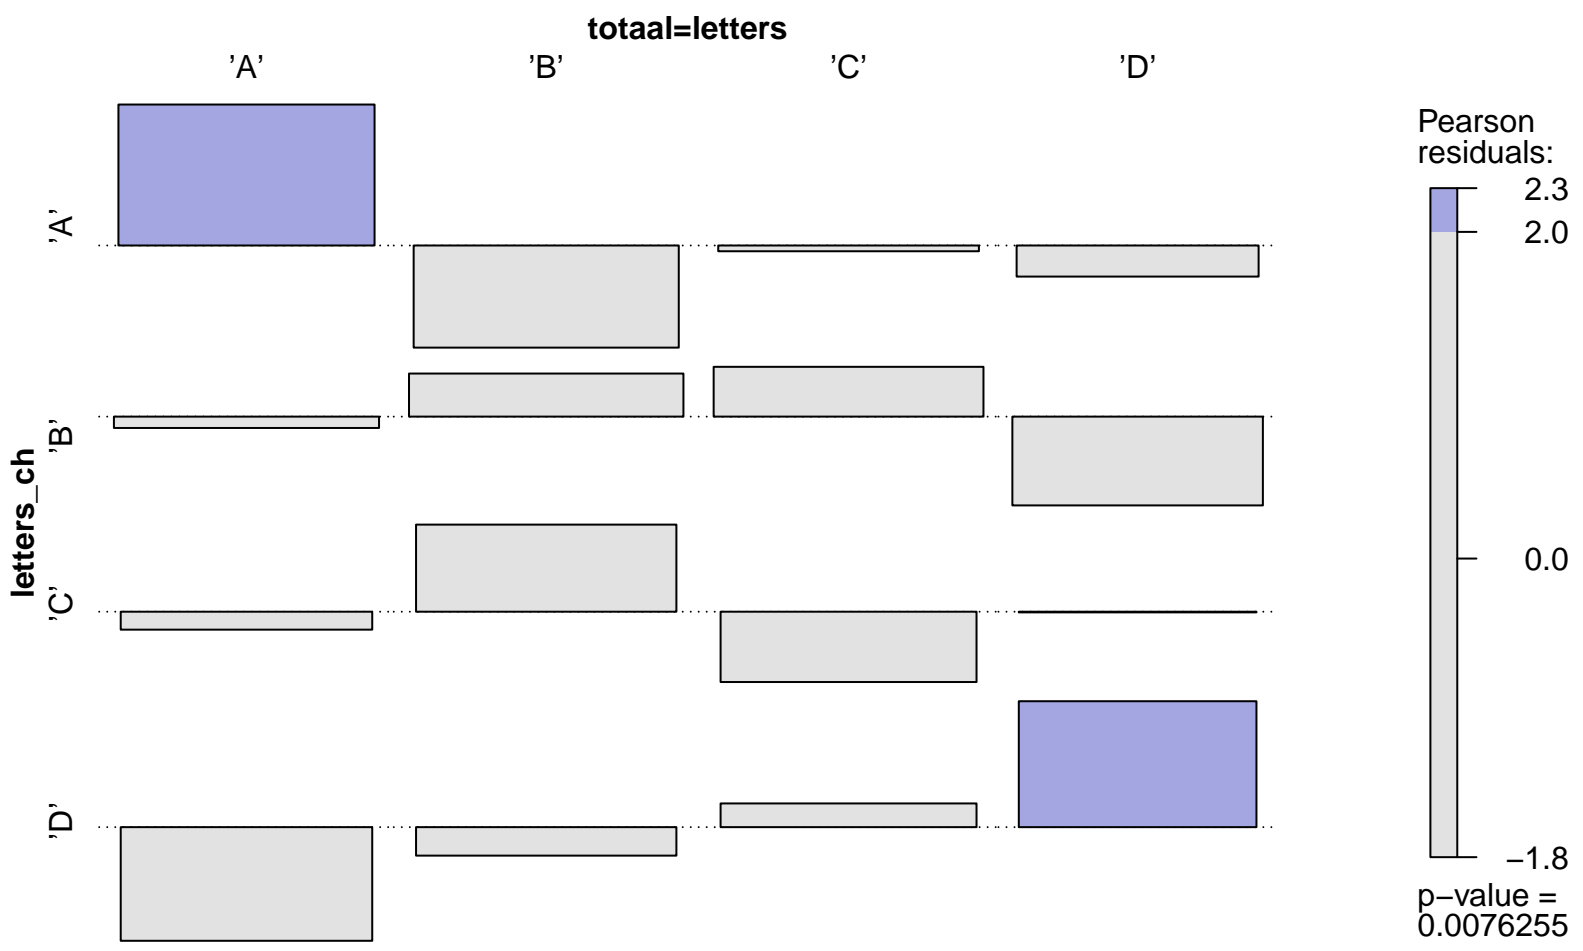 totaal=letters
’A’ ’B’ ’C’ ’D’
letters_ch
’A’
’B’
’C’
’D’
Pearson
residuals:
2.3
2.0
0.0
−1.8
p−value =
0.0076255